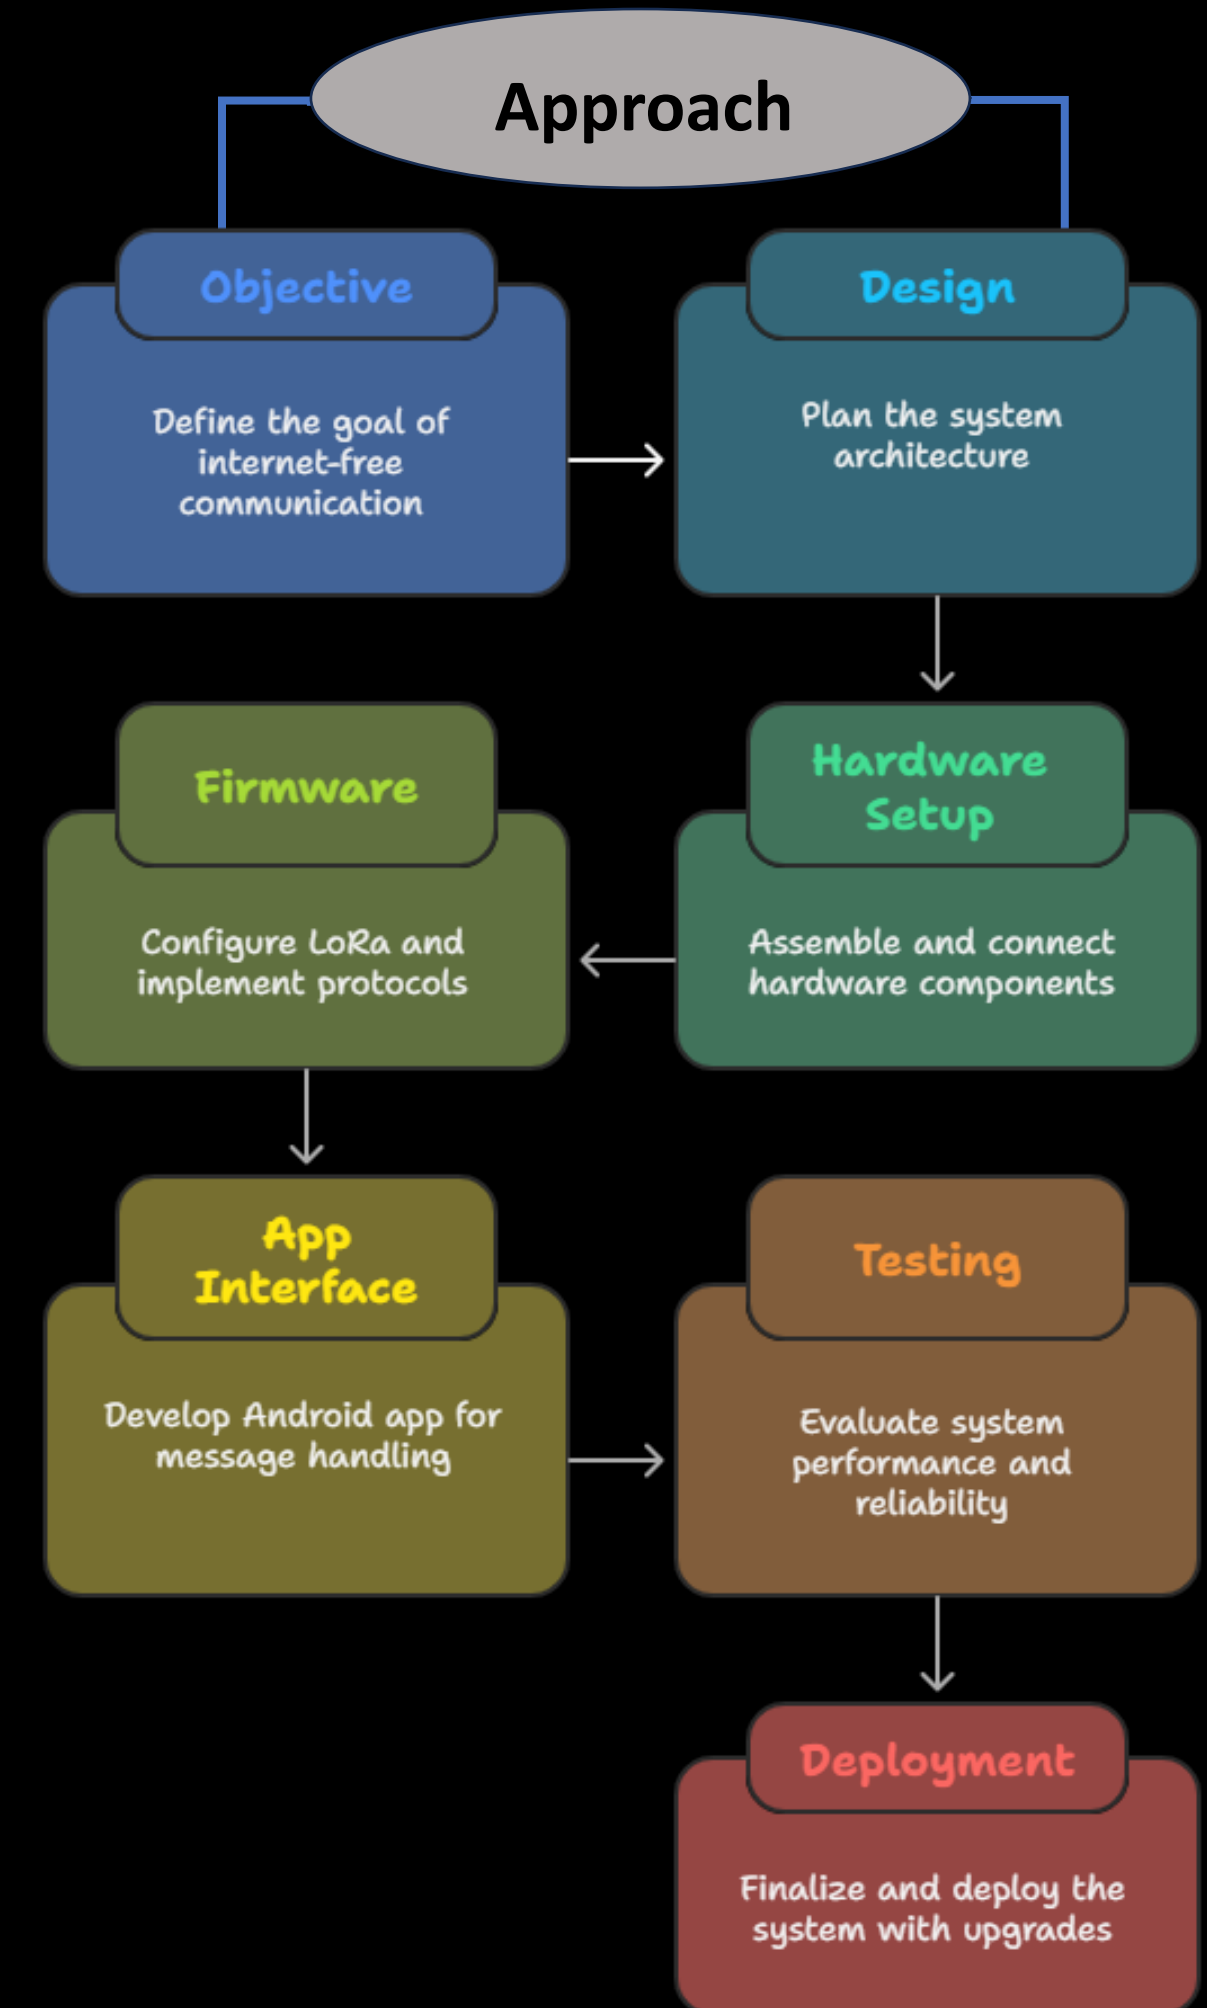 Approach
Objective
Define the goal of
internet-free
communication
Design
Plan the system
architecture
Hardware
Setup
Assemble and connect
hardware components
Firmware
Configure LoRa and
implement protocols
App
Interface
Develop Android app for
message handling
Testing
Evaluate system
performance and
reliability
Deployment
Finalize and deploy the
system with upgrades